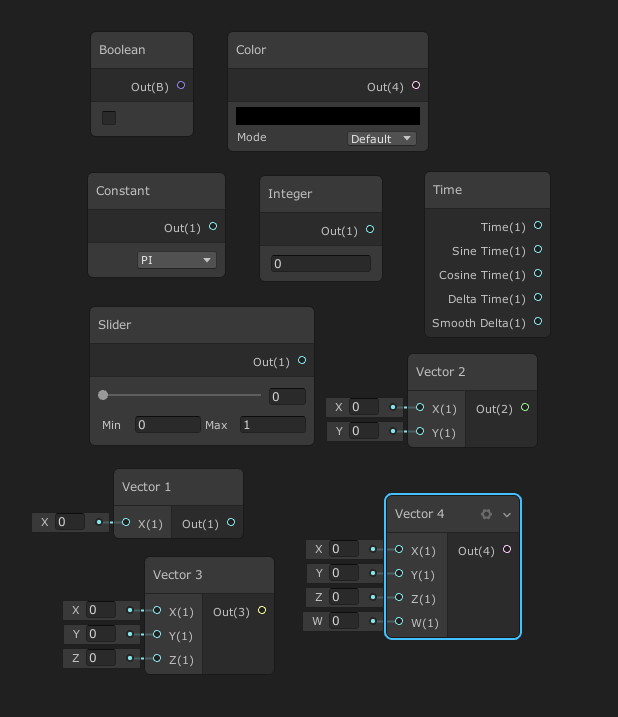 Boolean
Out(B)
Color
Out(4)
Mode Default
Constant
Out(1)
PI
Integer
Out(1)
0
Time
Time(1)
Sine Time(1)
Cosine Time(1)
Delta Time(1)
Smooth Delta(1)
Slider
Out(1)
0
Min 0 Max 1
Vector 2
X 0 X(1) Out(2)
Y 0 Y(1)
Vector 1
X 0 X(1) Out(1)
Vector 4
X 0 X(1) Out(4)
Y 0 Y(1)
Z 0 Z(1)
W 0 W(1)
Vector 3
X 0 X(1) Out(3)
Y 0 Y(1)
Z 0 Z(1)